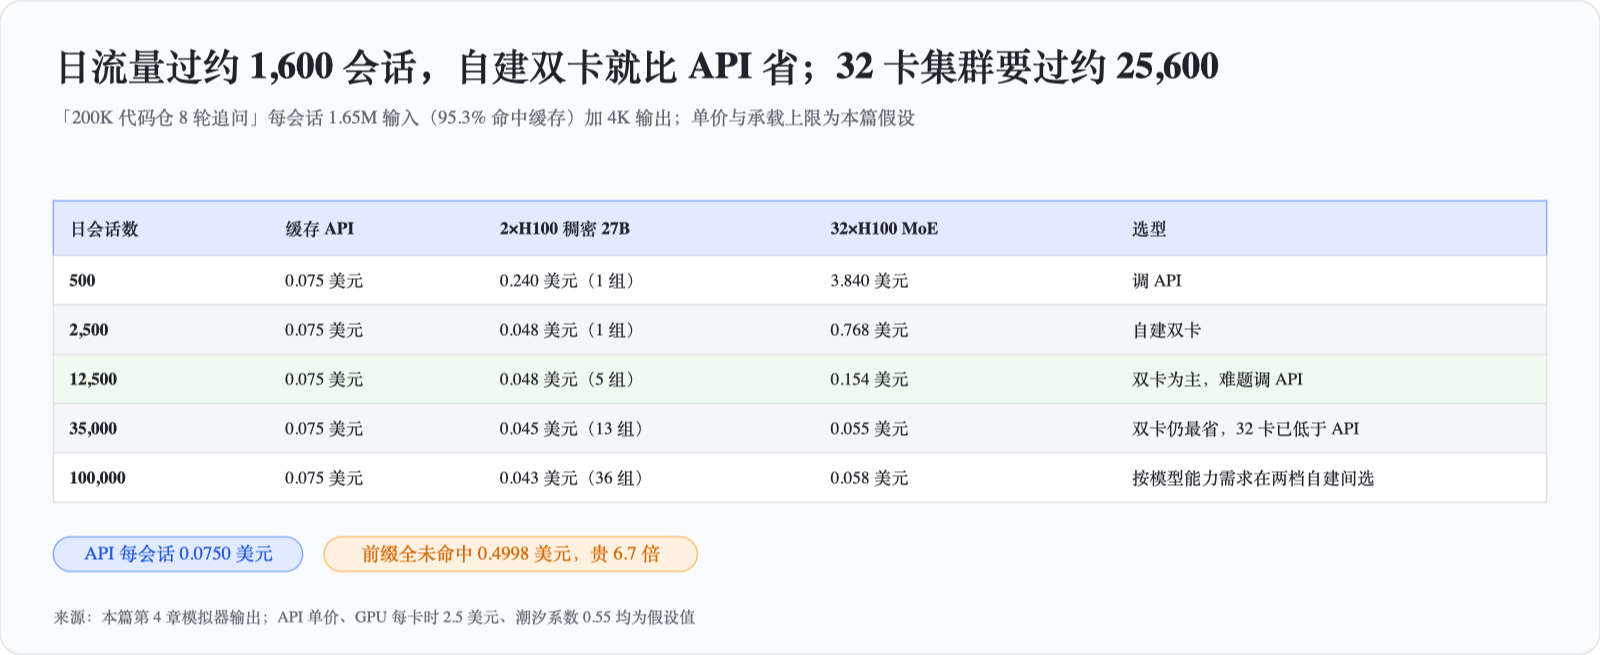 日流量过约 1,600 会话，自建双卡就比 API 省；32 卡集群要过约 25,600
「200K 代码仓 8 轮追问」每会话 1.65M 输入（95.3% 命中缓存）加 4K 输出；单价与承载上限为本篇假设
日会话数 缓存 API 2×H100 稠密 27B 32×H100 MoE 选型
500 0.075 美元 0.240 美元（1 组） 3.840 美元 调 API
2,500 0.075 美元 0.048 美元（1 组） 0.768 美元 自建双卡
12,500 0.075 美元 0.048 美元（5 组） 0.154 美元 双卡为主，难题调 API
35,000 0.075 美元 0.045 美元（13 组） 0.055 美元 双卡仍最省，32 卡已低于 API
100,000 0.075 美元 0.043 美元（36 组） 0.058 美元 按模型能力需求在两档自建间选
API 每会话 0.0750 美元 前缀全未命中 0.4998 美元，贵 6.7 倍
来源：本篇第 4 章模拟器输出；API 单价、GPU 每卡时 2.5 美元、潮汐系数 0.55 均为假设值